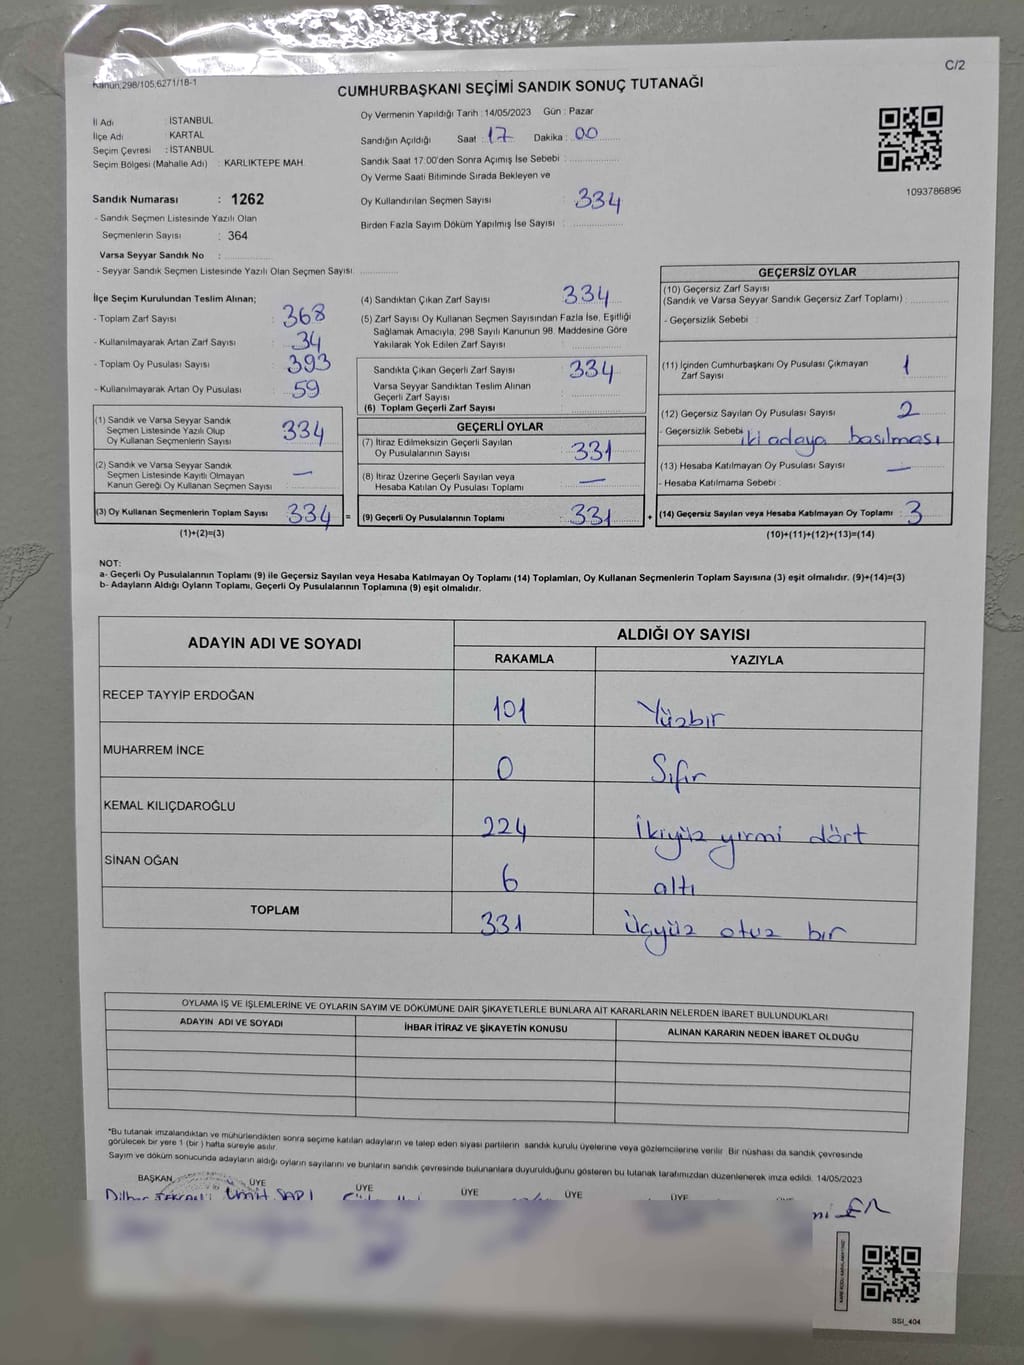 Kanun;298/105,6271/18-1
C/2
CUMHURBAŞKANI SEÇİMİ SANDIK SONUÇ TUTANAĞI
İl Adı : İSTANBUL
İlçe Adı : KARTAL
Seçim Çevresi : İSTANBUL
Seçim Bölgesi (Mahalle Adı) : KARLIKTEPE MAH.
Sandık Numarası : 1262
- Sandık Seçmen Listesinde Yazılı Olan
Seçmenlerin Sayısı : 364
Varsa Seyyar Sandık No :
- Seyyar Sandık Seçmen Listesinde Yazılı Olan Seçmen Sayısı:
Oy Vermenin Yapıldığı Tarih : 14/05/2023 Gün : Pazar
Sandığın Açıldığı Saat : 17 Dakika : 00
Sandık Saat 17.00'den Sonra Açılmış İse Sebebi :
Oy Verme Saati Bitiminde Sırada Bekleyen ve
Oy Kullandırılan Seçmen Sayısı : 334
Birden Fazla Sayım Döküm Yapılmış İse Sayısı :
1093786896
İlçe Seçim Kurulundan Teslim Alınan;
- Toplam Zarf Sayısı : 368
- Kullanılmayarak Artan Zarf Sayısı : 34
- Toplam Oy Pusulası Sayısı : 393
- Kullanılmayarak Artan Oy Pusulası : 59
(1) Sandık ve Varsa Seyyar Sandık
Seçmen Listesinde Yazılı Olup
Oy Kullanan Seçmenlerin Sayısı : 334
(2) Sandık ve Varsa Seyyar Sandık
Seçmen Listesinde Kayıtlı Olmayan
Kanun Gereği Oy Kullanan Seçmen Sayısı : —
(3) Oy Kullanan Seçmenlerin Toplam Sayısı : 334 =
(1)+(2)=(3)
(4) Sandıktan Çıkan Zarf Sayısı : 334
(5) Zarf Sayısı Oy Kullanan Seçmen Sayısından Fazla İse, Eşitliği
Sağlamak Amacıyla, 298 Sayılı Kanunun 98. Maddesine Göre
Yakılarak Yok Edilen Zarf Sayısı :
Sandıkta Çıkan Geçerli Zarf Sayısı : 334
Varsa Seyyar Sandıktan Teslim Alınan
Geçerli Zarf Sayısı :
(6) Toplam Geçerli Zarf Sayısı :
GEÇERLİ OYLAR
(7) İtiraz Edilmeksizin Geçerli Sayılan
Oy Pusulalarının Sayısı : 331
(8) İtiraz Üzerine Geçerli Sayılan veya
Hesaba Katılan Oy Pusulası Toplamı : —
(9) Geçerli Oy Pusulalarının Toplamı : 331 +
GEÇERSİZ OYLAR
(10) Geçersiz Zarf Sayısı
(Sandık ve Varsa Seyyar Sandık Geçersiz Zarf Toplamı) :
- Geçersizlik Sebebi :
(11) İçinden Cumhurbaşkanı Oy Pusulası Çıkmayan
Zarf Sayısı : 1
(12) Geçersiz Sayılan Oy Pusulası Sayısı : 2
- Geçersizlik Sebebi : iki adaya basılması
(13) Hesaba Katılmayan Oy Pusulası Sayısı : —
- Hesaba Katılmama Sebebi :
(14) Geçersiz Sayılan veya Hesaba Katılmayan Oy Toplamı : 3
(10)+(11)+(12)+(13)=(14)
NOT:
a- Geçerli Oy Pusulalarının Toplamı (9) ile Geçersiz Sayılan veya Hesaba Katılmayan Oy Toplamı (14) Toplamları, Oy Kullanan Seçmenlerin Toplam Sayısına (3) eşit olmalıdır. (9)+(14)=(3)
b- Adayların Aldığı Oyların Toplamı, Geçerli Oy Pusulalarının Toplamına (9) eşit olmalıdır.
ADAYIN ADI VE SOYADI
ALDIĞI OY SAYISI
RAKAMLA YAZIYLA
RECEP TAYYİP ERDOĞAN 101 Yüzbir
MUHARREM İNCE 0 Sıfır
KEMAL KILIÇDAROĞLU 224 ikiyüz yirmi dört
SİNAN OĞAN 6 altı
TOPLAM 331 üçyüz otuz bir
OYLAMA İŞ VE İŞLEMLERİNE VE OYLARIN SAYIM VE DÖKÜMÜNE DAİR ŞİKAYETLERLE BUNLARA AİT KARARLARIN NELERDEN İBARET BULUNDUKLARI
ADAYIN ADI VE SOYADI İHBAR İTİRAZ VE ŞİKAYETİN KONUSU ALINAN KARARIN NEDEN İBARET OLDUĞU
*Bu tutanak imzalandıktan ve mühürlendikten sonra seçime katılan adayların ve talep eden siyasi partilerin sandık kurulu üyelerine veya gözlemcilerine verilir. Bir nüshası da sandık çevresinde
görülecek bir yere 1 (bir ) hafta süreyle asılır.
Sayım ve döküm sonucunda adayların aldığı oyların sayılarını ve bunların sandık çevresinde bulunanlara duyurulduğunu gösteren bu tutanak tarafımızdan düzenlenerek imza edildi. 14/05/2023
BAŞKAN ÜYE ÜYE ÜYE ÜYE ÜYE
Ümit SARI
SSI_404